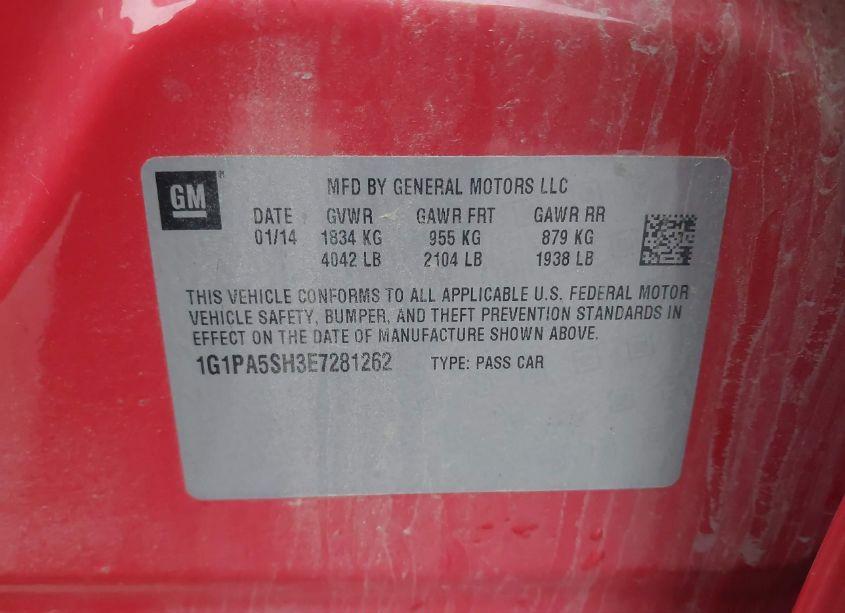 GM
MFD BY GENERAL MOTORS LLC
DATE GVWR GAWR FRT GAWR RR
01/14 1834 KG 955 KG 879 KG
4042 LB 2104 LB 1938 LB
THIS VEHICLE CONFORMS TO ALL APPLICABLE U.S. FEDERAL MOTOR
VEHICLE SAFETY, BUMPER, AND THEFT PREVENTION STANDARDS IN
EFFECT ON THE DATE OF MANUFACTURE SHOWN ABOVE.
1G1PA5SH3E7281262 TYPE: PASS CAR